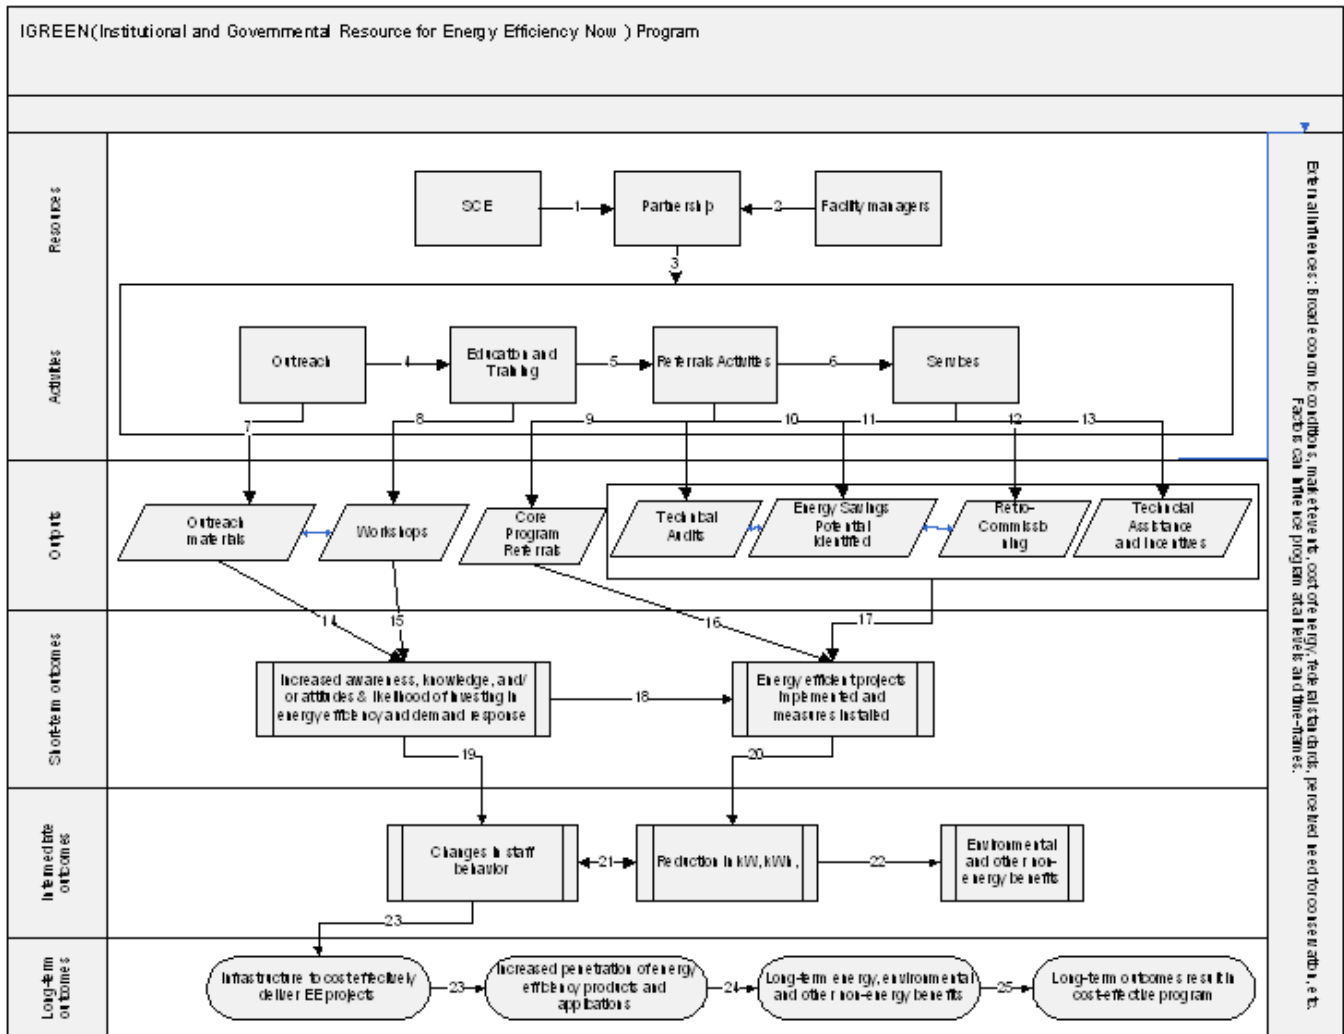 IGREEN (Institutional and Governmental Resource for Energy Efficiency Now ) Program
Resources
SCE
1
Partnership
2
Facility managers
3
Activities
Outreach
4
Education and
Training
5
Referrals Activities
6
Services
7
8
9
10
11
12
13
Outputs
Outreach
materials
Workshops
Core
Program
Referrals
Technical
Audits
Energy Savings
Potential
Identified
Retro-
Commissio
ning
Technical
Assistance
and Incentives
14
15
16
17
Short-term outcomes
Increased awareness, knowledge, and/
or attitudes & likelihood of investing in
energy efficiency and demand response
18
Energy efficient projects
implemented and
measures installed
19
20
Intermediate
outcomes
Changes in staff
behavior
21
Reduction in kW, kWh,
22
Environmental
and other non-
energy benefits
23
Long-term
outcomes
Infrastructure to cost effectively
deliver EE projects
23
Increased penetration of energy
efficiency products and
applications
24
Long-term energy, environmental
and other non-energy benefits
25
Long-term outcomes result in
cost-effective program
External Influences: Broad economic conditions, market events, cost of energy, federal standards, perceived need for conservation, etc.
Factors can influence program at all levels and time-frames.